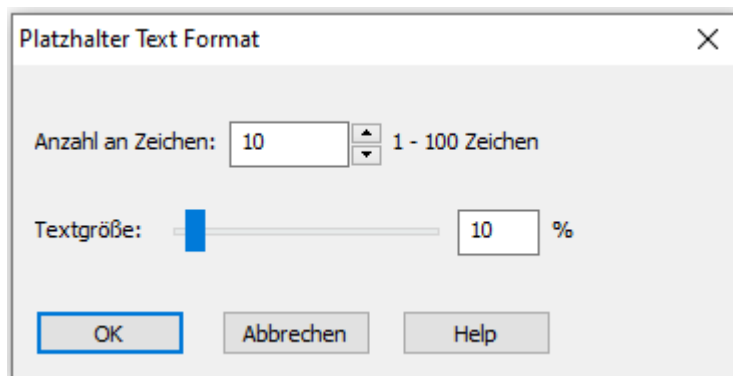 Platzhalter Text Format
Anzahl an Zeichen: 10 1 - 100 Zeichen
Textgröße: 10 %
OK Abbrechen Help